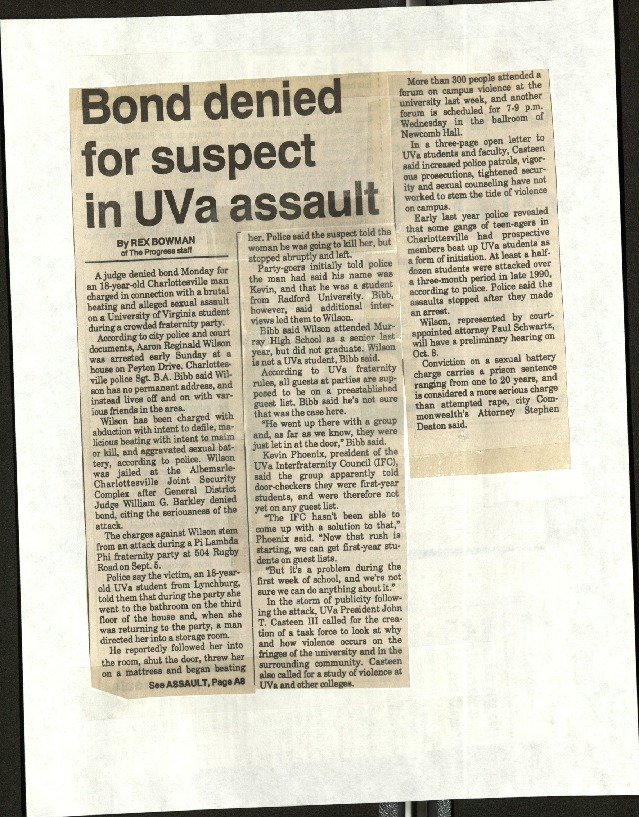 Bond denied
for suspect
in UVa assault
By REX BOWMAN
of The Progress staff
A judge denied bond Monday for
an 18-year-old Charlottesville man
charged in connection with a brutal
beating and alleged sexual assault
on a University of Virginia student
during a crowded fraternity party.
According to city police and court
documents, Aaron Reginald Wilson
was arrested early Sunday at a
house on Peyton Drive. Charlottes-
ville police Sgt. B.A. Bibb said Wil-
son has no permanent address, and
instead lives off and on with var-
ious friends in the area.
Wilson has been charged with
abduction with intent to defile, ma-
licious beating with intent to maim
or kill, and aggravated sexual bat-
tery, according to police. Wilson
was jailed at the Albemarle-
Charlottesville Joint Security
Complex after General District
Judge William G. Barkley denied
bond, citing the seriousness of the
attack.
The charges against Wilson stem
from an attack during a Pi Lambda
Phi fraternity party at 504 Rugby
Road on Sept. 5.
Police say the victim, an 18-year-
old UVa student from Lynchburg,
told them that during the party she
went to the bathroom on the third
floor of the house and, when she
was returning to the party, a man
directed her into a storage room.
He reportedly followed her into
the room, shut the door, threw her
on a mattress and began beating
See ASSAULT, Page A8
her. Police said the suspect told the
woman he was going to kill her, but
stopped abruptly and left.
Party-goers initially told police
the man had said his name was
Kevin, and that he was a student
from Radford University. Bibb,
however, said additional inter-
views led them to Wilson.
Bibb said Wilson attended Mur-
ray High School as a senior last
year, but did not graduate. Wilson
is not a UVa student, Bibb said.
According to UVa fraternity
rules, all guests at parties are sup-
posed to be on a preestablished
guest list. Bibb said he's not sure
that was the case here.
"He went up there with a group
and, as far as we know, they were
just let in at the door," Bibb said.
Kevin Phoenix, president of the
UVa Interfraternity Council (IFC),
said the group apparently told
door-checkers they were first-year
students, and were therefore not
yet on any guest list.
"The IFC hasn't been able to
come up with a solution to that,"
Phoenix said. "Now that rush is
starting, we can get first-year stu-
dents on guest lists.
"But it's a problem during the
first week of school, and we're not
sure we can do anything about it."
In the storm of publicity follow-
ing the attack, UVa President John
T. Casteen III called for the crea-
tion of a task force to look at why
and how violence occurs on the
fringes of the university and in the
surrounding community. Casteen
also called for a study of violence at
UVa and other colleges.
More than 300 people attended a
forum on campus violence at the
university last week, and another
forum is scheduled for 7-9 p.m.
Wednesday in the ballroom of
Newcomb Hall.
In a three-page open letter to
UVa students and faculty, Casteen
said increased police patrols, vigor-
ous prosecutions, tightened secur-
ity and sexual counseling have not
worked to stem the tide of violence
on campus.
Early last year police revealed
that some gangs of teen-agers in
Charlottesville had prospective
members beat up UVa students as
a form of initiation. At least a half-
dozen students were attacked over
a three-month period in late 1990,
according to police. Police said the
assaults stopped after they made
an arrest.
Wilson, represented by court-
appointed attorney Paul Schwartz,
will have a preliminary hearing on
Oct. 8.
Conviction on a sexual battery
charge carries a prison sentence
ranging from one to 20 years, and
is considered a more serious charge
than attempted rape, city Com-
monwealth's Attorney Stephen
Deaton said.